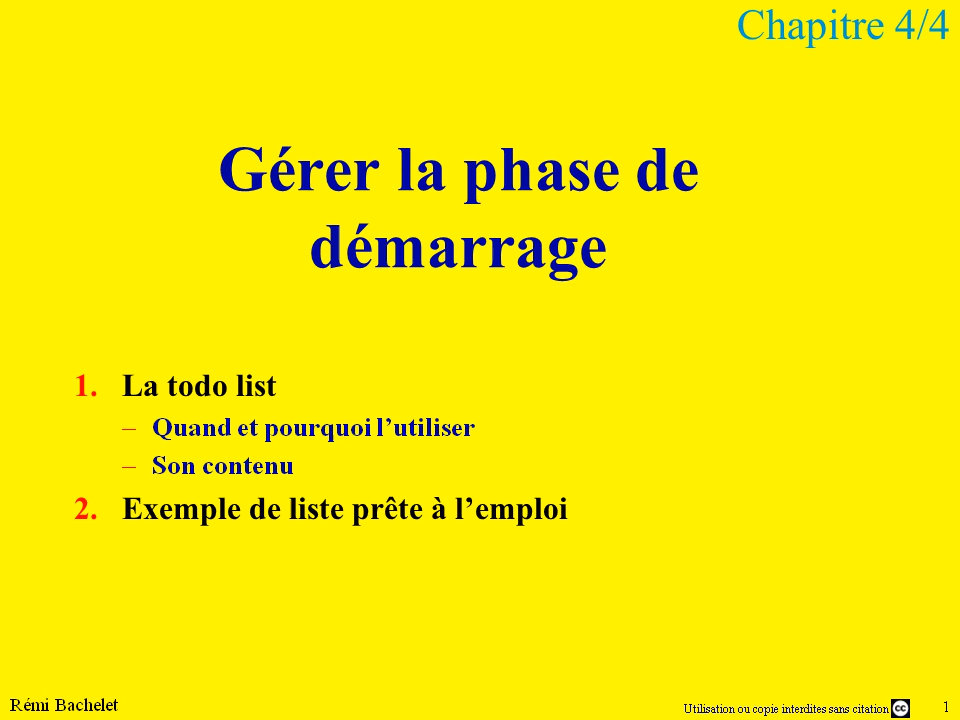 Chapitre 4/4
Gérer la phase de
démarrage
1. La todo list
– Quand et pourquoi l’utiliser
– Son contenu
2. Exemple de liste prête à l’emploi
Rémi Bachelet
Utilisation ou copie interdites sans citation cc 1